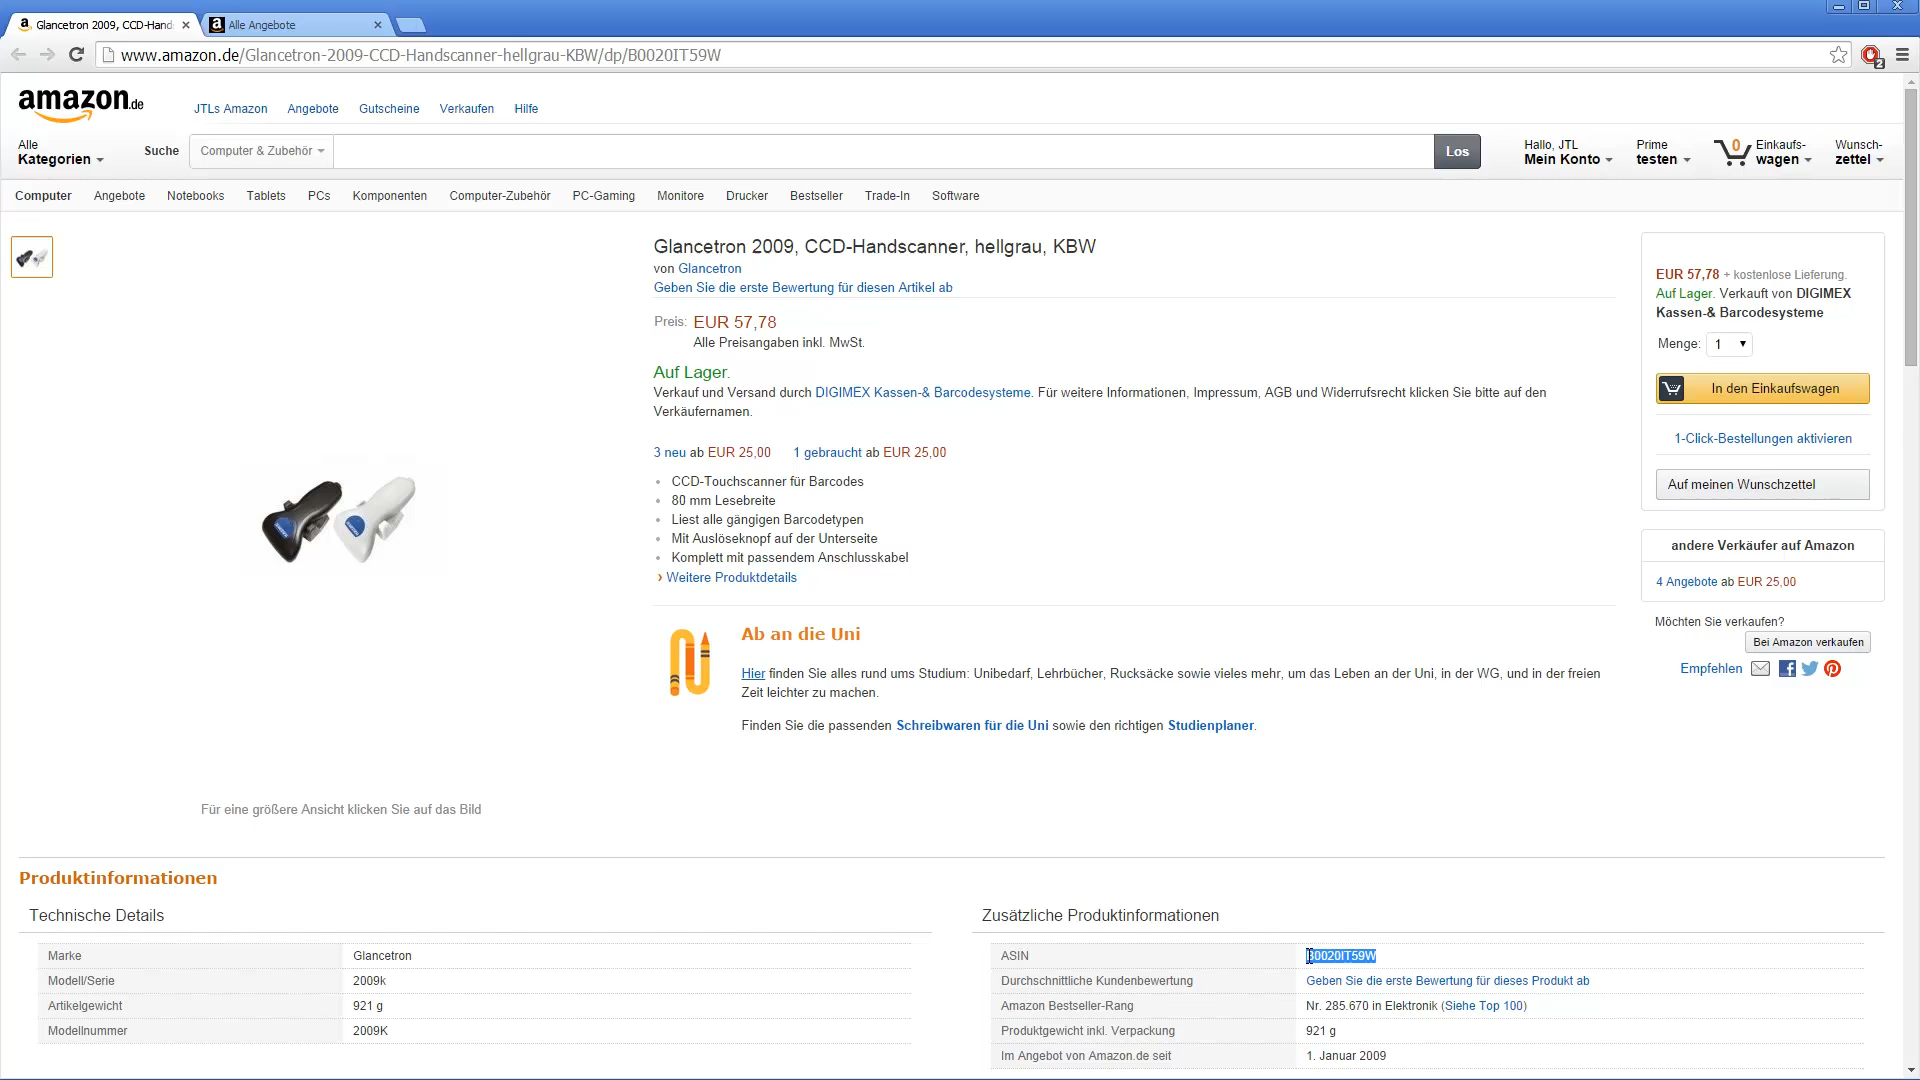 Glancetron 2009, CCD-Hand
Alle Angebote
www.amazon.de/Glancetron-2009-CCD-Handscanner-hellgrau-KBW/dp/B0020IT59W
2
amazon.de
JTLs Amazon Angebote Gutscheine Verkaufen Hilfe
Alle
Kategorien
Suche
Computer & Zubehör
Los
Hallo, JTL
Mein Konto
Prime
testen
0
Einkaufs-
wagen
Wunsch-
zettel
Computer Angebote Notebooks Tablets PCs Komponenten Computer-Zubehör PC-Gaming Monitore Drucker Bestseller Trade-In Software
Glancetron 2009, CCD-Handscanner, hellgrau, KBW
von Glancetron
Geben Sie die erste Bewertung für diesen Artikel ab
Preis: EUR 57,78
Alle Preisangaben inkl. MwSt.
Auf Lager.
Verkauf und Versand durch DIGIMEX Kassen-& Barcodesysteme. Für weitere Informationen, Impressum, AGB und Widerrufsrecht klicken Sie bitte auf den
Verkäufernamen.
3 neu ab EUR 25,00 1 gebraucht ab EUR 25,00
• CCD-Touchscanner für Barcodes
• 80 mm Lesebreite
• Liest alle gängigen Barcodetypen
• Mit Auslöseknopf auf der Unterseite
• Komplett mit passendem Anschlusskabel
› Weitere Produktdetails
Ab an die Uni
Hier finden Sie alles rund ums Studium: Unibedarf, Lehrbücher, Rucksäcke sowie vieles mehr, um das Leben an der Uni, in der WG, und in der freien
Zeit leichter zu machen.
Finden Sie die passenden Schreibwaren für die Uni sowie den richtigen Studienplaner.
EUR 57,78 + kostenlose Lieferung.
Auf Lager. Verkauft von DIGIMEX
Kassen-& Barcodesysteme
Menge: 1
In den Einkaufswagen
1-Click-Bestellungen aktivieren
Auf meinen Wunschzettel
andere Verkäufer auf Amazon
4 Angebote ab EUR 25,00
Möchten Sie verkaufen?
Bei Amazon verkaufen
Empfehlen
Für eine größere Ansicht klicken Sie auf das Bild
Produktinformationen
Technische Details
Marke Glancetron
Modell/Serie 2009k
Artikelgewicht 921 g
Modellnummer 2009K
Zusätzliche Produktinformationen
ASIN B0020IT59W
Durchschnittliche Kundenbewertung Geben Sie die erste Bewertung für dieses Produkt ab
Amazon Bestseller-Rang Nr. 285.670 in Elektronik (Siehe Top 100)
Produktgewicht inkl. Verpackung 921 g
Im Angebot von Amazon.de seit 1. Januar 2009